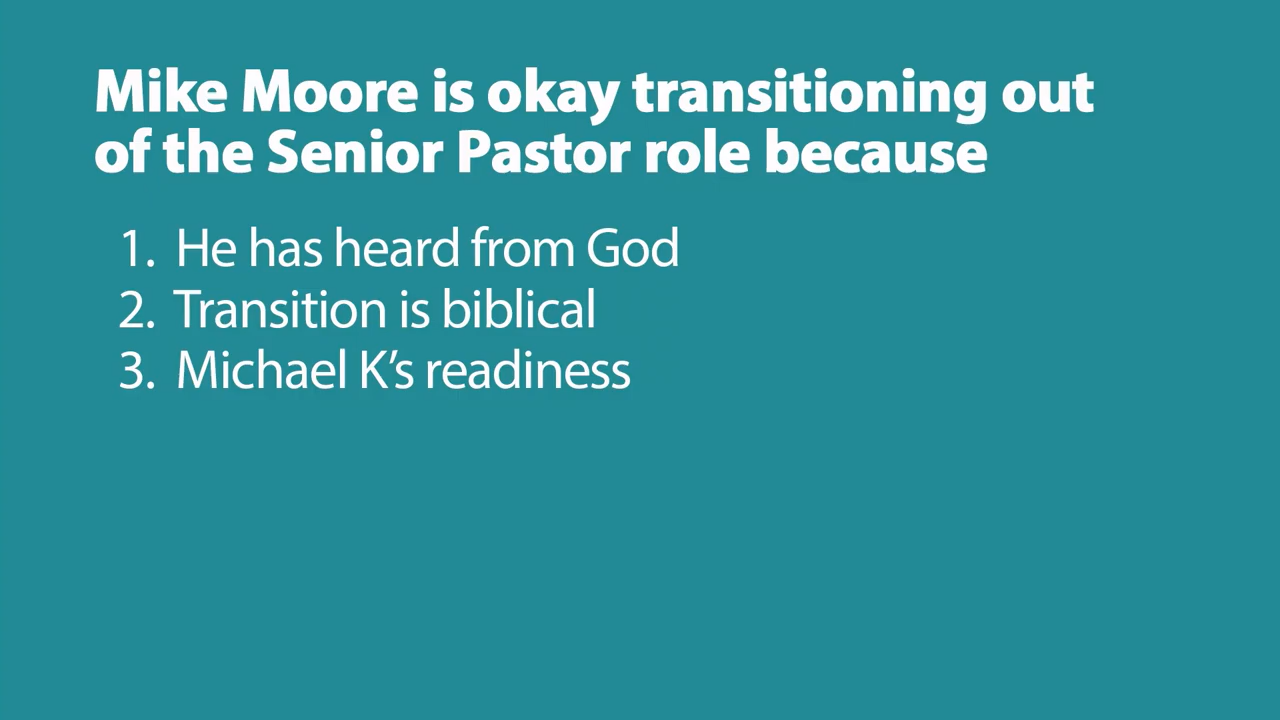 Mike Moore is okay transitioning out
of the Senior Pastor role because
1. He has heard from God
2. Transition is biblical
3. Michael K’s readiness